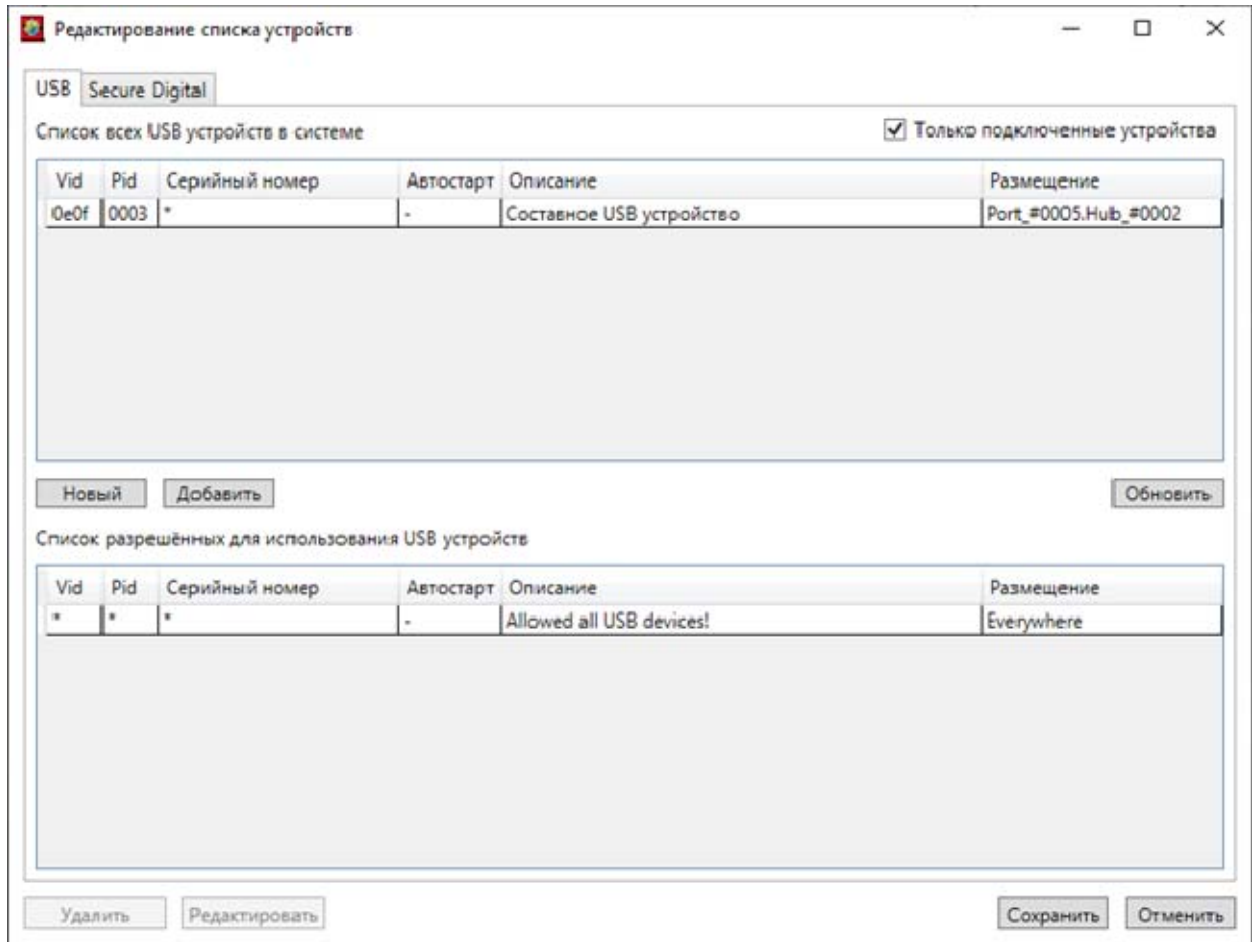 Редактирование списка устройств
USB Secure Digital
Список всех USB устройств в системе Только подключенные устройства
Vid Pid Серийный номер Автостарт Описание Размещение
0e0f 0003 * - Составное USB устройство Port_#0005.Hub_#0002
Новый Добавить Обновить
Список разрешённых для использования USB устройств
Vid Pid Серийный номер Автостарт Описание Размещение
* * * - Allowed all USB devices! Everywhere
Удалить Редактировать Сохранить Отменить